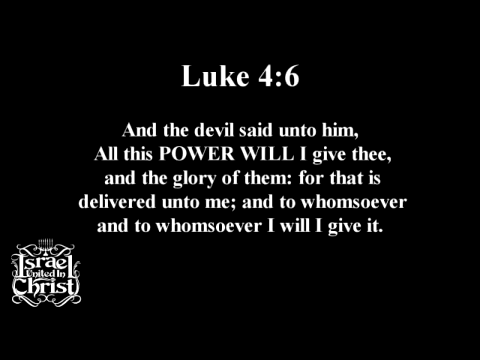 Luke 4:6
And the devil said unto him,
All this POWER WILL I give thee,
and the glory of them: for that is
delivered unto me; and to whomsoever
and to whomsoever I will I give it.
Israel
United In
Christ